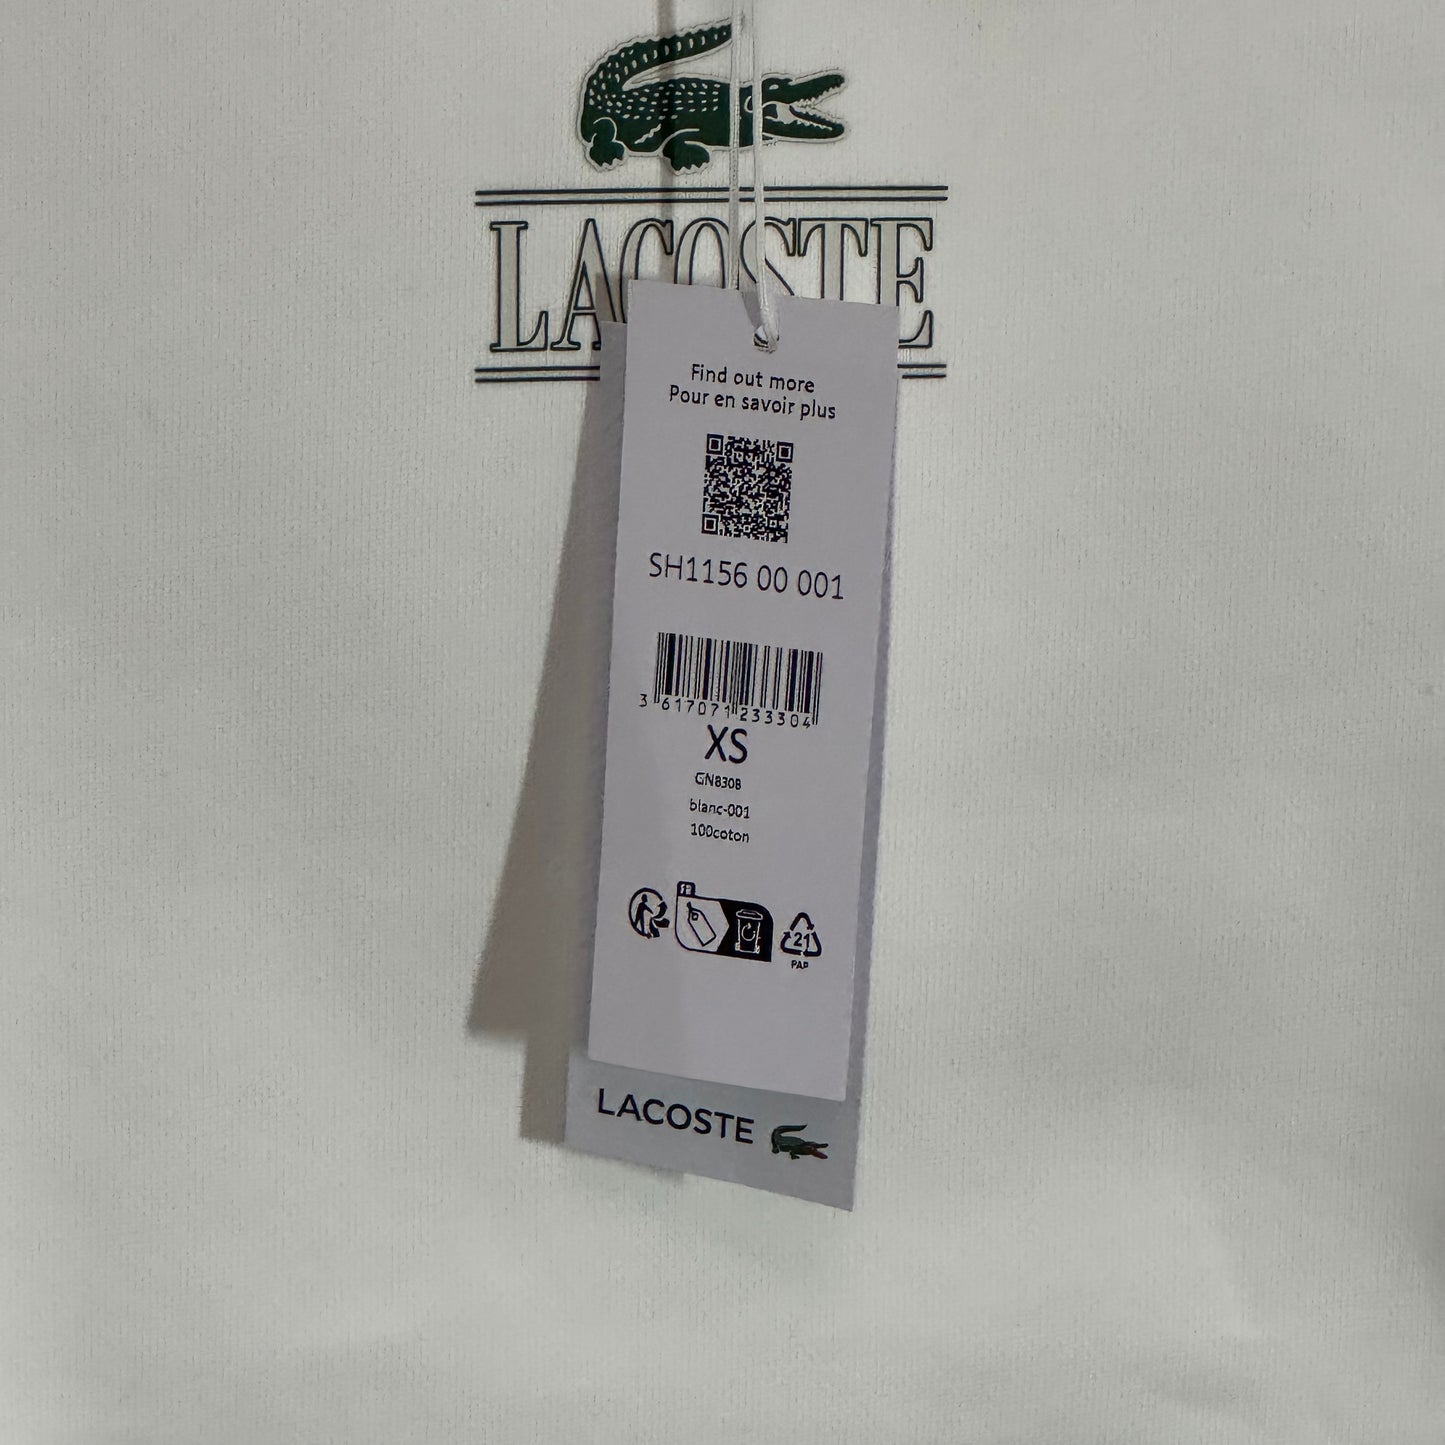 LACOSTE
Find out more
Pour en savoir plus
SH1156 00 001
3 617071 233304
XS
GN830B
blanc-001
100coton
FR
21
PAP
LACOSTE